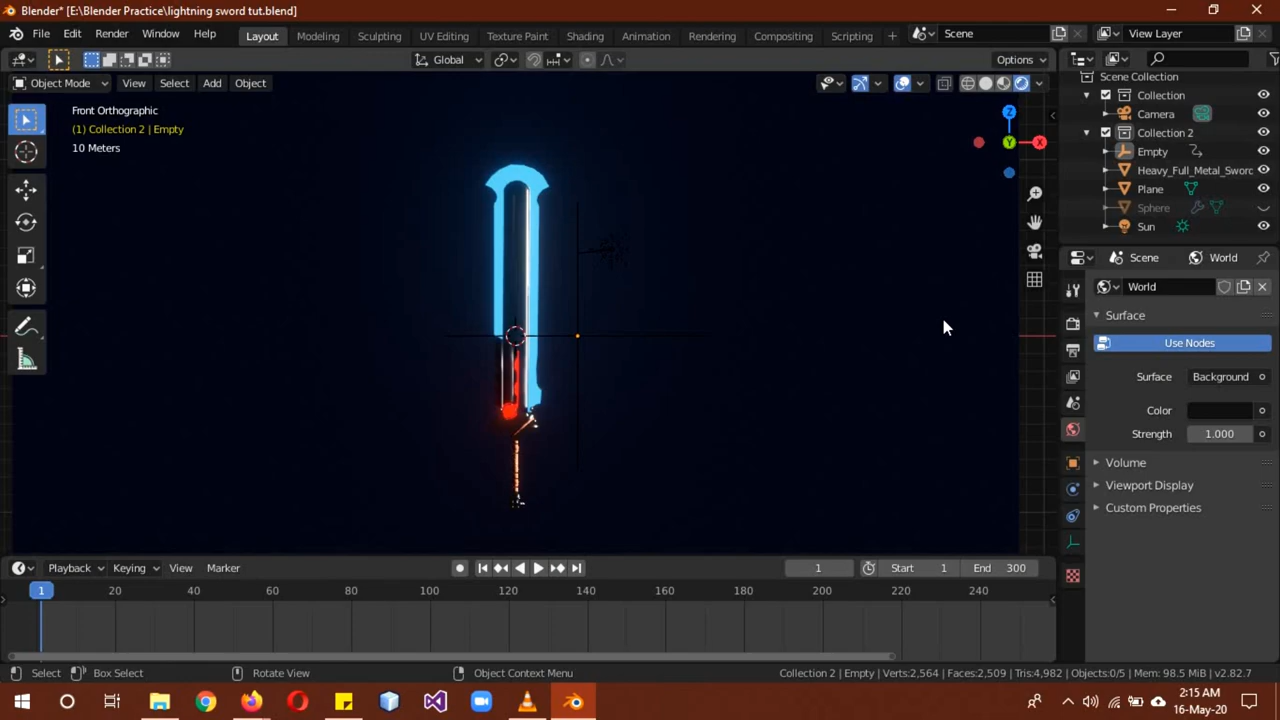 Blender* [E:\Blender Practice\lightning sword tut.blend]
File Edit Render Window Help Layout Modeling Sculpting UV Editing Texture Paint Shading Animation Rendering Compositing Scripting + Scene View Layer
Global Options
Object Mode View Select Add Object
Front Orthographic
(1) Collection 2 | Empty
10 Meters
Z
Y
X
Scene Collection
Collection
Camera
Collection 2
Empty
Heavy_Full_Metal_Sword
Plane
Sphere
Sun
Scene World
World
Surface
Use Nodes
Surface Background
Color
Strength 1.000
Volume
Viewport Display
Custom Properties
Playback Keying View Marker 1 Start 1 End 300
1 20 40 60 80 100 120 140 160 180 200 220 240
Select Box Select Rotate View Object Context Menu Collection 2 | Empty | Verts:2,564 | Faces:2,509 | Tris:4,982 | Objects:0/5 | Mem: 98.5 MiB | v2.82.7
2:15 AM
16-May-20